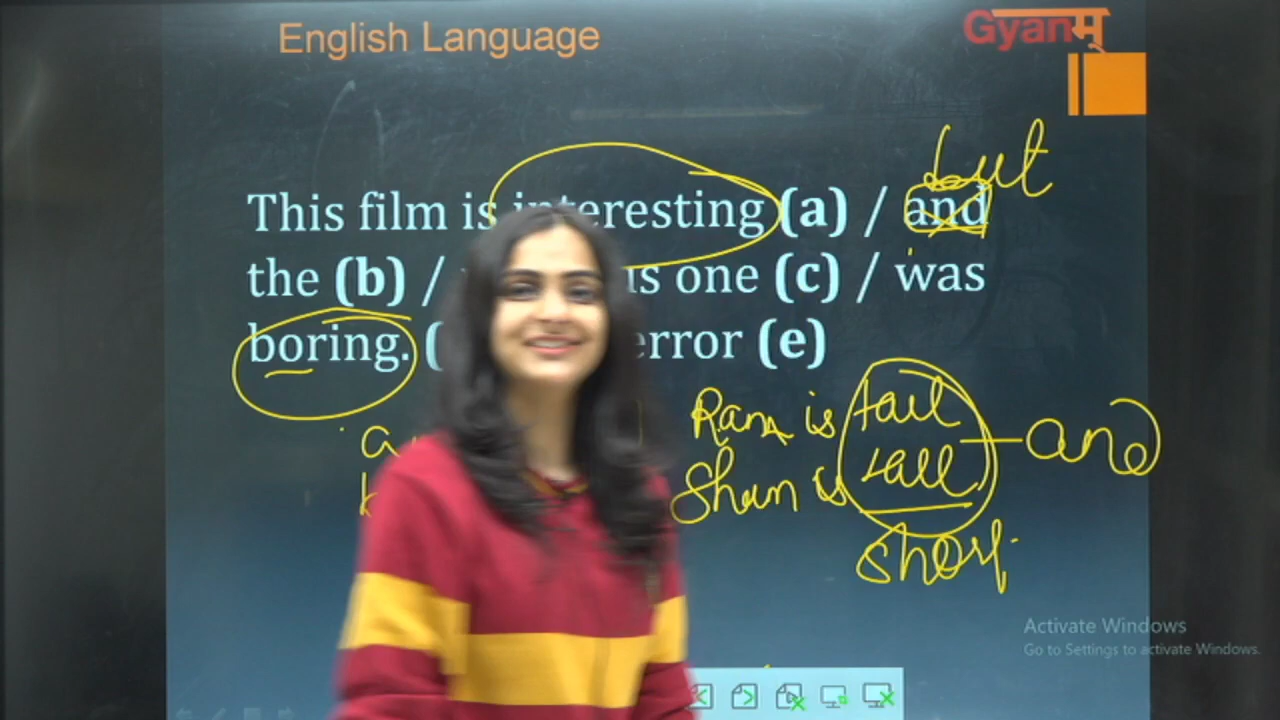 English Language
Gyanम्
but
This film is interesting (a) / and
the (b) / us one (c) / was
boring. ( error (e)
Ram is tall
and
Sham is tall
short
Activate Windows
Go to Settings to activate Windows.